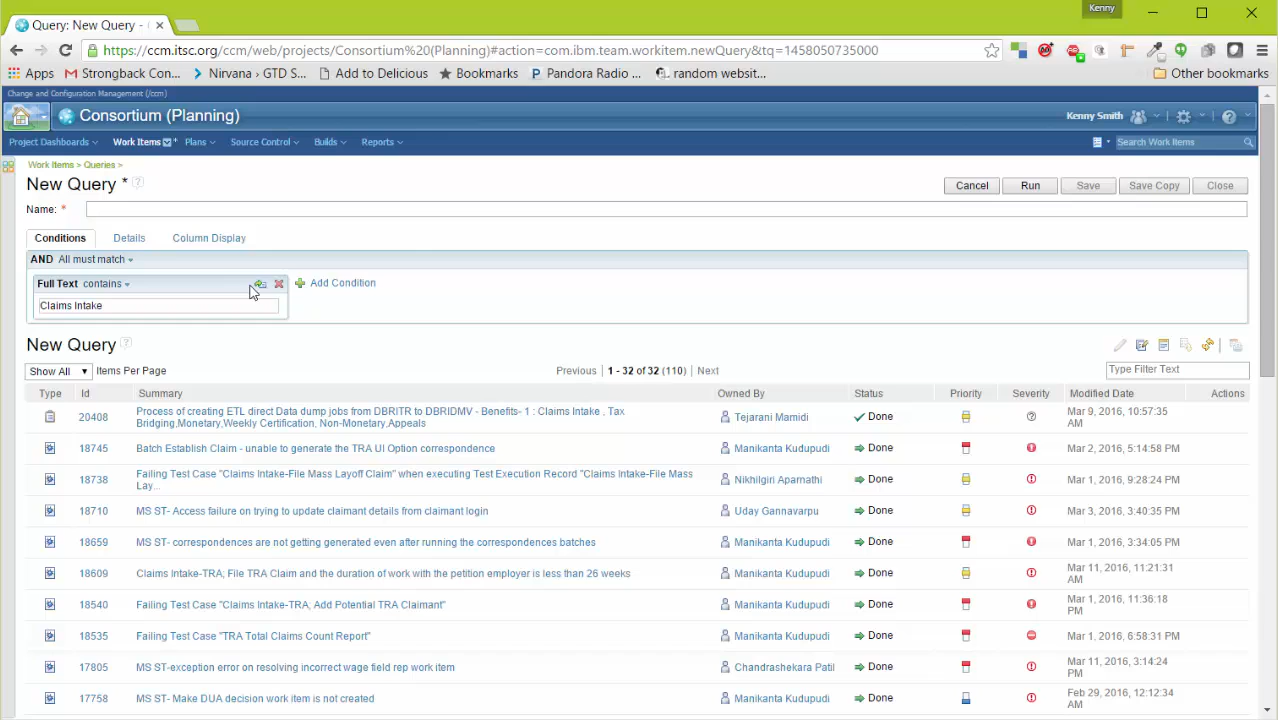 Kenny
Query: New Query -
https://ccm.itsc.org/ccm/web/projects/Consortium%20(Planning)#action=com.ibm.team.workitem.newQuery&tq=1458050735000
Apps Strongback Con... Nirvana › GTD S... Add to Delicious Bookmarks Pandora Radio ... random websit... Other bookmarks
Change and Configuration Management (/ccm)
Consortium (Planning) Kenny Smith
Project Dashboards Work Items Plans Source Control Builds Reports Search Work Items
Work Items > Queries >
New Query * ? Cancel Run Save Save Copy Close
Name: *
Conditions Details Column Display
AND All must match
Full Text contains Add Condition
Claims Intake
New Query ?
Show All Items Per Page Previous | 1 - 32 of 32 (110) | Next Type Filter Text
Type Id Summary Owned By Status Priority Severity Modified Date Actions
20408 Process of creating ETL direct Data dump jobs from DBRITR to DBRIDMV - Benefits- 1 : Claims Intake , Tax Tejarani Mamidi Done Mar 9, 2016, 10:57:35
Bridging,Monetary,Weekly Certification, Non-Monetary,Appeals AM
18745 Batch Establish Claim - unable to generate the TRA UI Option correspondence Manikanta Kudupudi Done Mar 2, 2016, 5:14:58 PM
18738 Failing Test Case "Claims Intake-File Mass Layoff Claim" when executing Test Execution Record "Claims Intake-File Mass Nikhilgiri Aparnathi Done Mar 1, 2016, 9:28:24 PM
Lay...
18710 MS ST- Access failure on trying to update claimant details from claimant login Uday Gannavarpu Done Mar 3, 2016, 3:40:35 PM
18659 MS ST- correspondences are not getting generated even after running the correspondences batches Manikanta Kudupudi Done Mar 1, 2016, 3:34:05 PM
18609 Claims Intake-TRA; File TRA Claim and the duration of work with the petition employer is less than 26 weeks Manikanta Kudupudi Done Mar 11, 2016, 11:21:31
AM
18540 Failing Test Case "Claims Intake-TRA; Add Potential TRA Claimant" Manikanta Kudupudi Done Mar 1, 2016, 11:36:18
PM
18535 Failing Test Case "TRA Total Claims Count Report" Manikanta Kudupudi Done Mar 1, 2016, 6:58:31 PM
17805 MS ST-exception error on resolving incorrect wage field rep work item Chandrashekara Patil Done Mar 11, 2016, 3:14:24
PM
17758 MS ST- Make DUA decision work item is not created Manikanta Kudupudi Done Feb 29, 2016, 12:12:34
AM